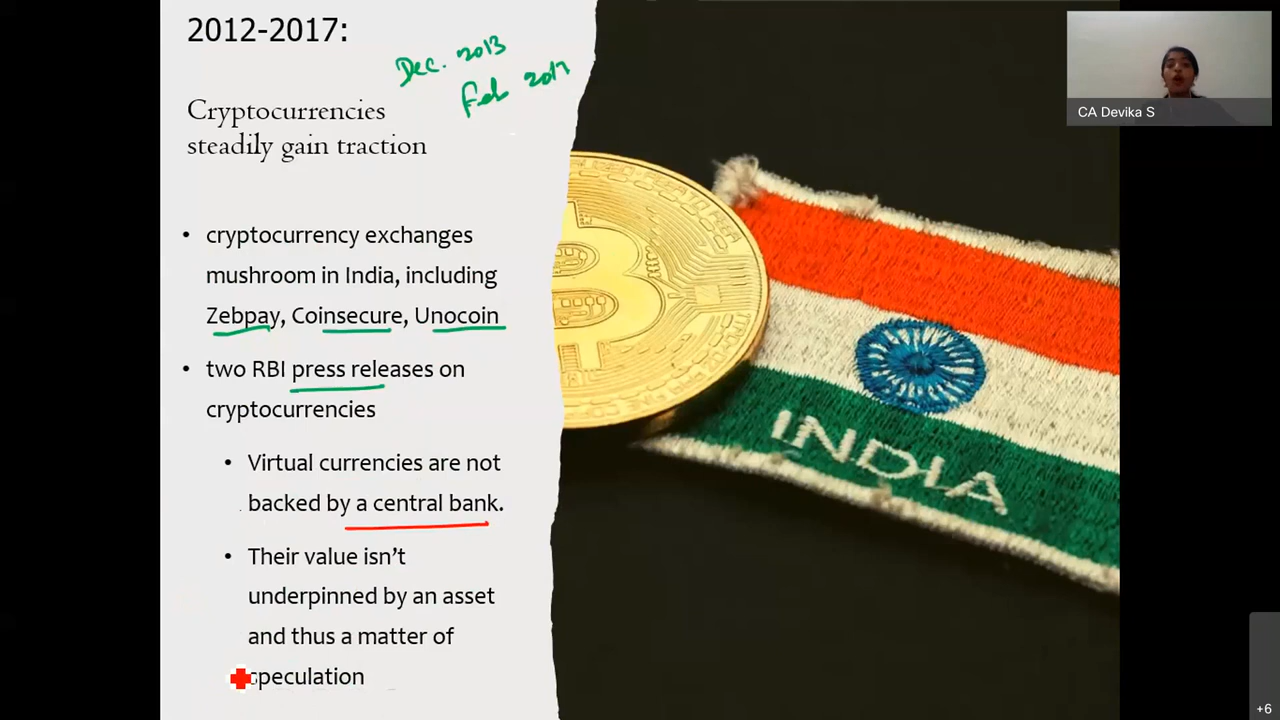 2012-2017:
Dec. 2013
Feb 2017
Cryptocurrencies
steadily gain traction
• cryptocurrency exchanges
mushroom in India, including
Zebpay, Coinsecure, Unocoin
• two RBI press releases on
cryptocurrencies
• Virtual currencies are not
backed by a central bank.
• Their value isn't
underpinned by an asset
and thus a matter of
speculation
INDIA
CA Devika S
+6